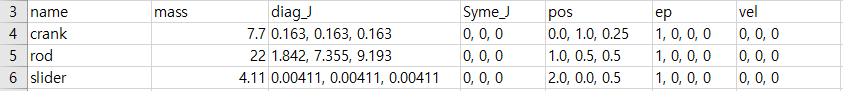 3 name mass diag_J Syme_J pos ep vel
4 crank 7.7 0.163, 0.163, 0.163 0, 0, 0 0.0, 1.0, 0.25 1, 0, 0, 0 0, 0, 0
5 rod 22 1.842, 7.355, 9.193 0, 0, 0 1.0, 0.5, 0.5 1, 0, 0, 0 0, 0, 0
6 slider 4.11 0.00411, 0.00411, 0.00411 0, 0, 0 2.0, 0.0, 0.5 1, 0, 0, 0 0, 0, 0